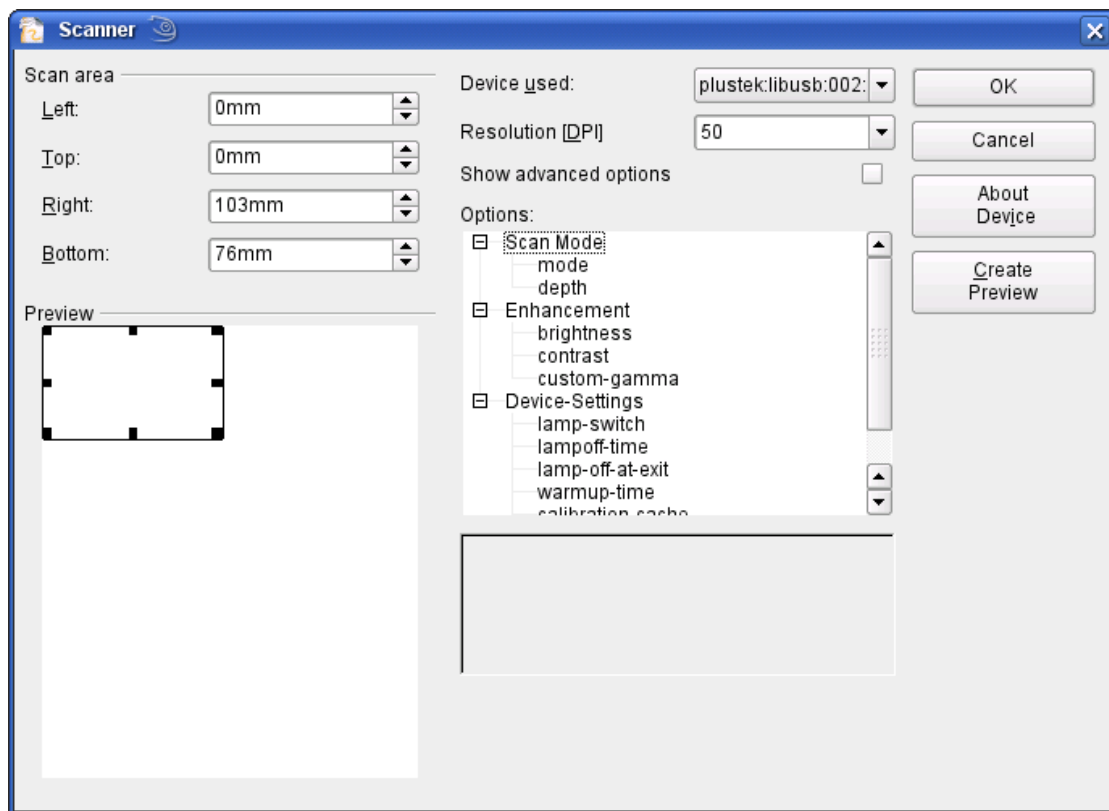 Scanner
Scan area
Left: 0mm
Top: 0mm
Right: 103mm
Bottom: 76mm
Preview
Device used: plustek:libusb:002:
Resolution [DPI] 50
Show advanced options
Options:
Scan Mode
mode
depth
Enhancement
brightness
contrast
custom-gamma
Device-Settings
lamp-switch
lampoff-time
lamp-off-at-exit
warmup-time
calibration-cache
OK
Cancel
About
Device
Create
Preview